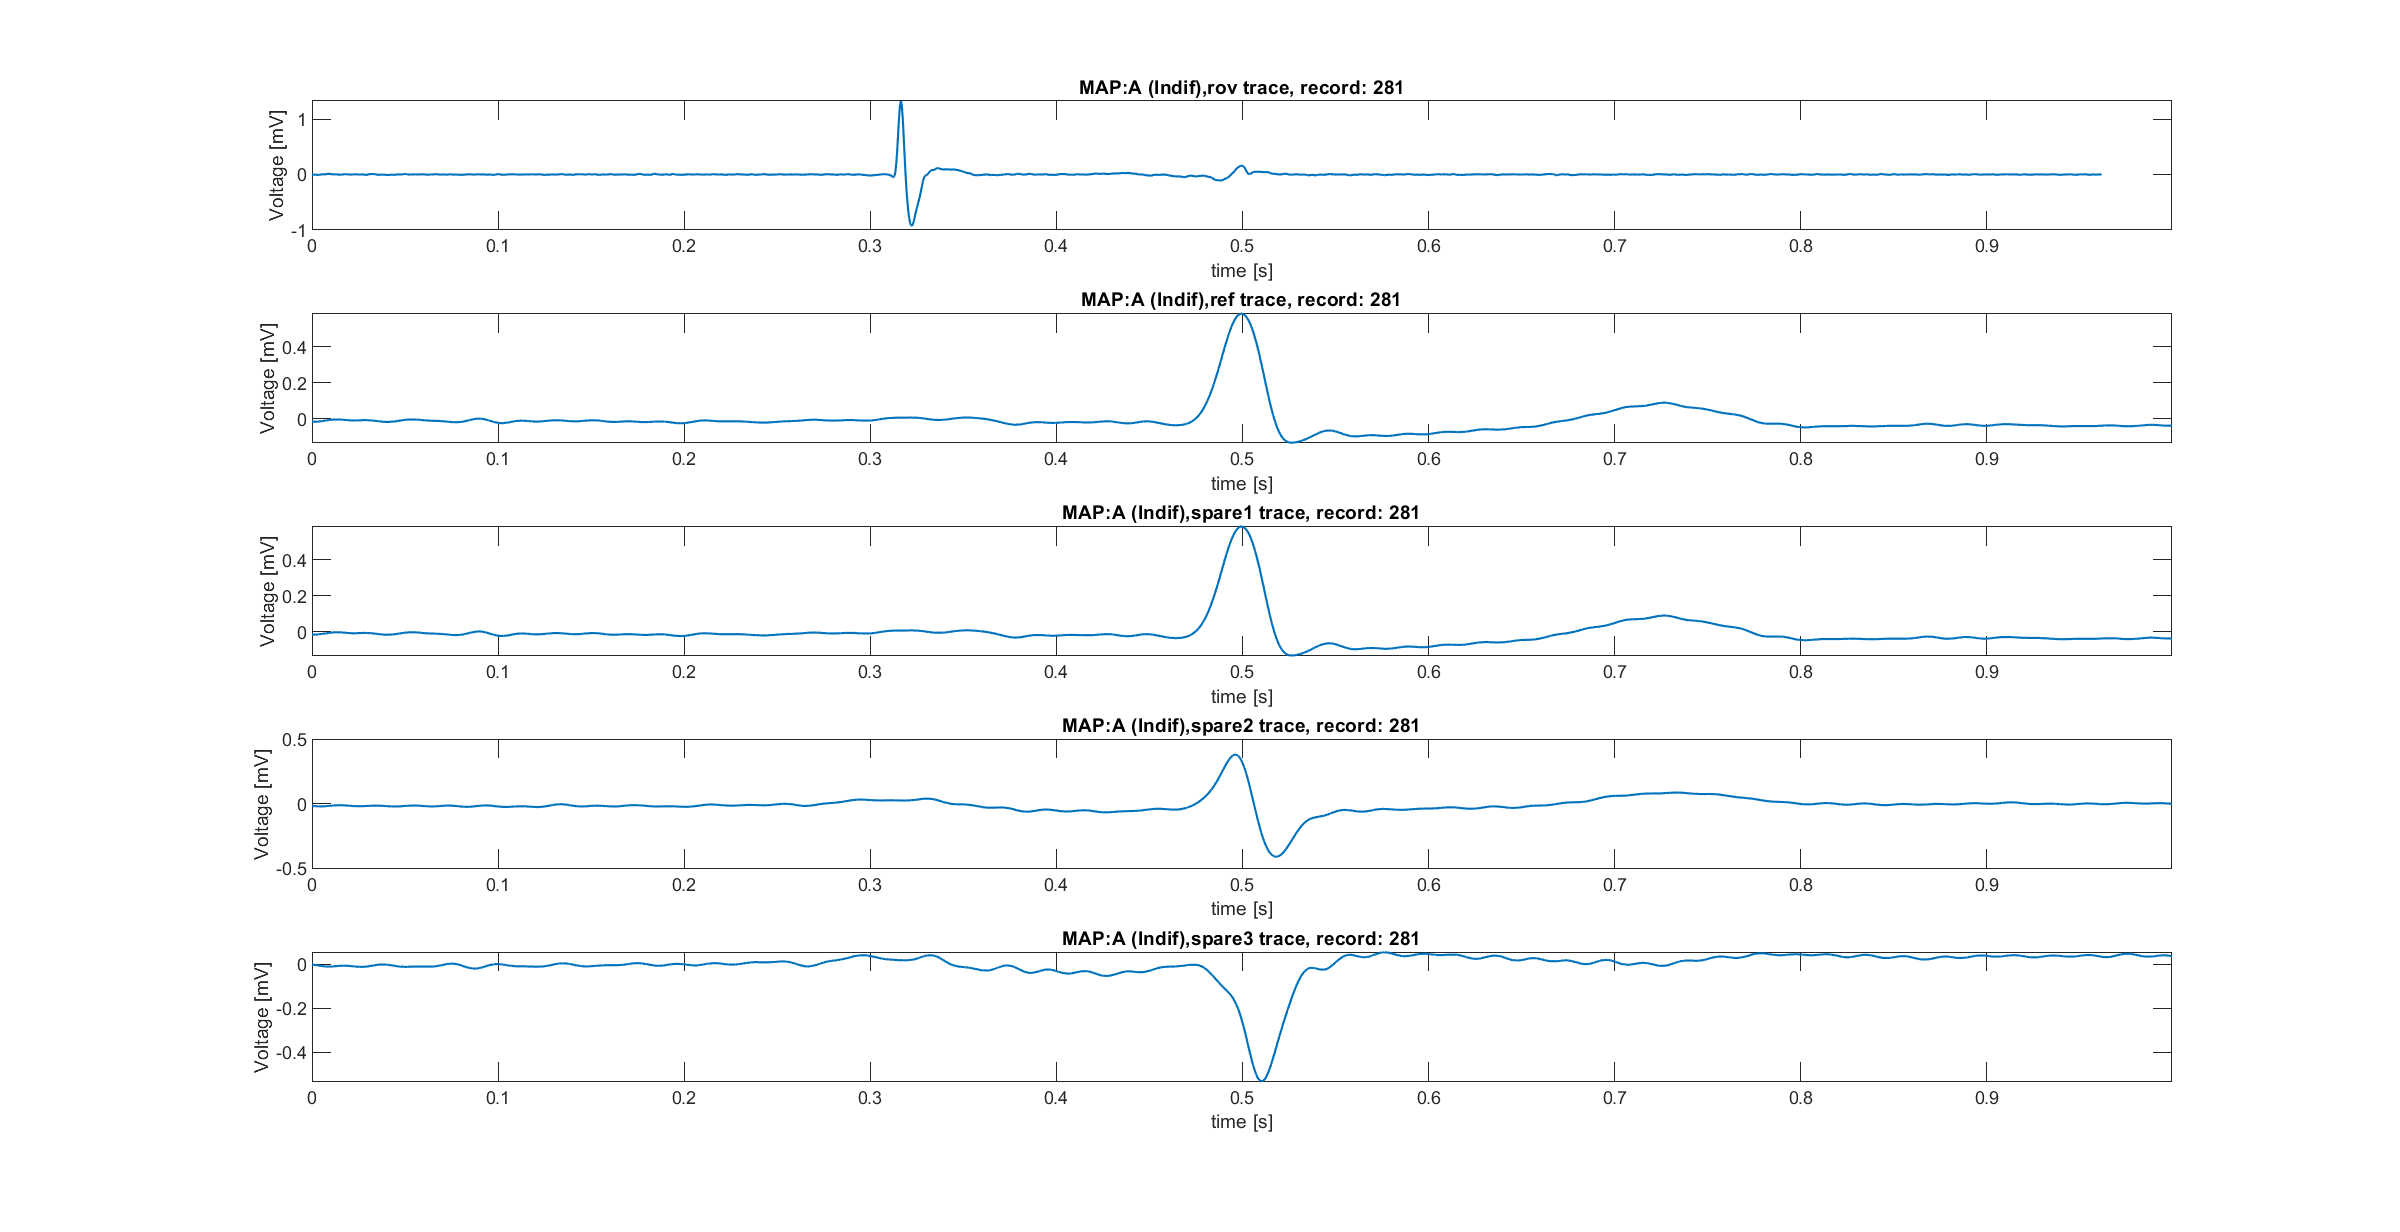 MAP:A (Indif),rov trace, record: 281
Voltage [mV]
1
0
-1
0 0.1 0.2 0.3 0.4 0.5 0.6 0.7 0.8 0.9
time [s]
MAP:A (Indif),ref trace, record: 281
Voltage [mV]
0.4
0.2
0
0 0.1 0.2 0.3 0.4 0.5 0.6 0.7 0.8 0.9
time [s]
MAP:A (Indif),spare1 trace, record: 281
Voltage [mV]
0.4
0.2
0
0 0.1 0.2 0.3 0.4 0.5 0.6 0.7 0.8 0.9
time [s]
MAP:A (Indif),spare2 trace, record: 281
Voltage [mV]
0.5
0
-0.5
0 0.1 0.2 0.3 0.4 0.5 0.6 0.7 0.8 0.9
time [s]
MAP:A (Indif),spare3 trace, record: 281
Voltage [mV]
0
-0.2
-0.4
0 0.1 0.2 0.3 0.4 0.5 0.6 0.7 0.8 0.9
time [s]